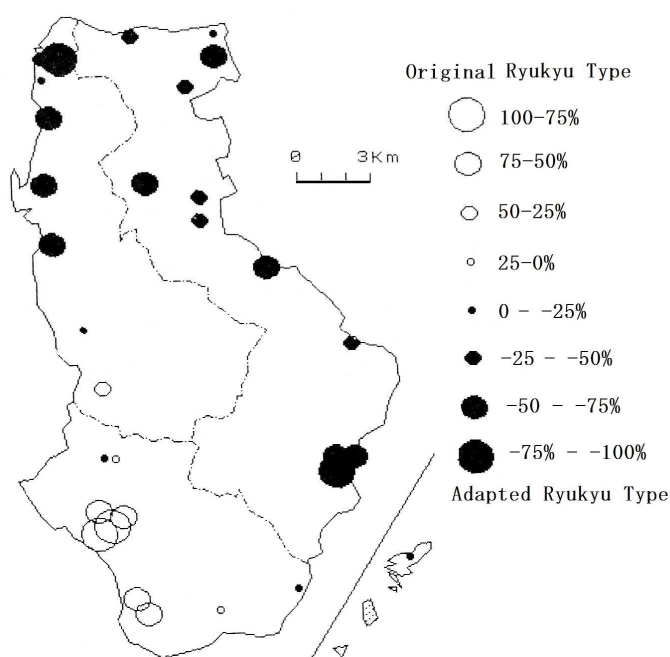 Original Ryukyu Type
100-75%
0 3Km
75-50%
50-25%
25-0%
0 - -25%
-25 - -50%
-50 - -75%
-75% - -100%
Adapted Ryukyu Type